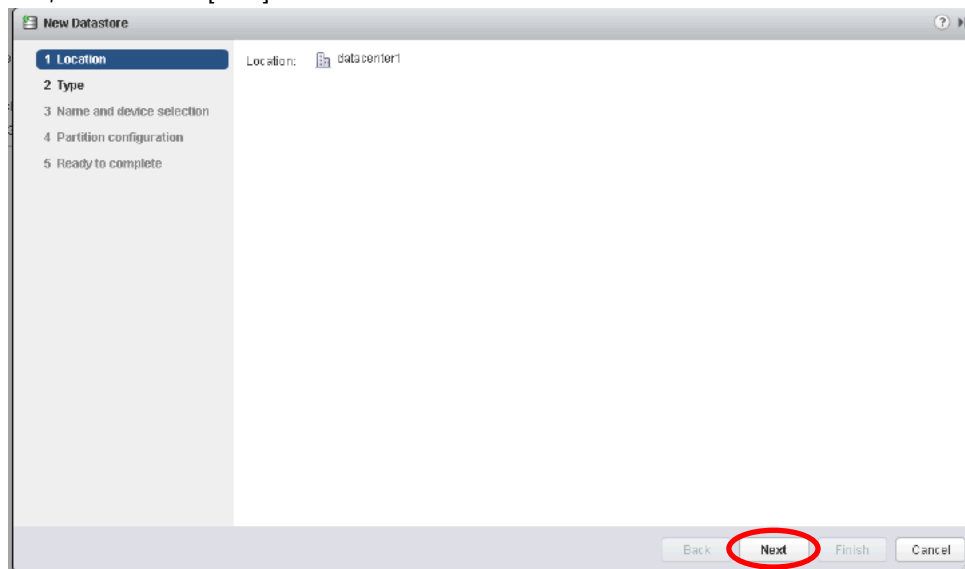 New Datastore
1 Location
2 Type
3 Name and device selection
4 Partition configuration
5 Ready to complete
Location: datacenter1
Back Next Finish Cancel